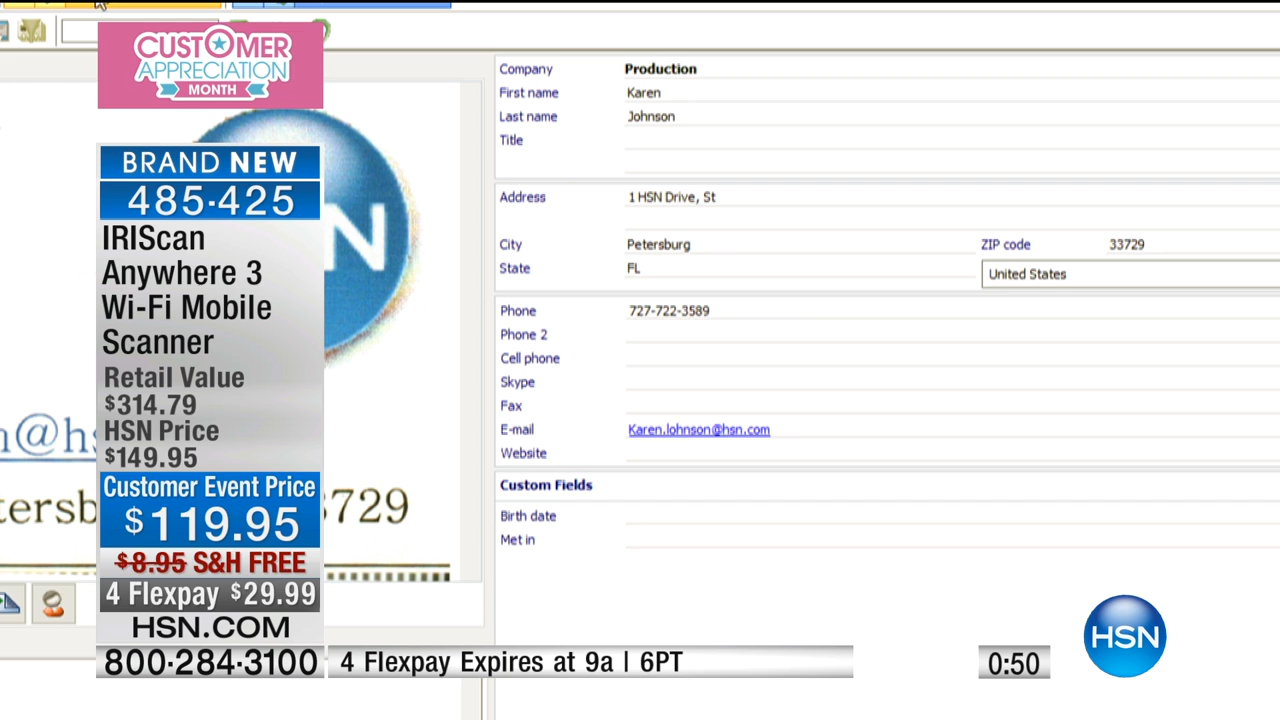 CUSTOMER
APPRECIATION
MONTH
BRAND NEW
485-425
IRIScan
Anywhere 3
Wi-Fi Mobile
Scanner
Retail Value
$314.79
HSN Price
$149.95
Customer Event Price
$119.95
$8.95 S&H FREE
4 Flexpay $29.99
HSN.COM
800-284-3100
4 Flexpay Expires at 9a | 6PT
0:50
HSN
N
n@hs
tersb
3729
Company Production
First name Karen
Last name Johnson
Title
Address 1 HSN Drive, St
City Petersburg ZIP code 33729
State FL United States
Phone 727-722-3589
Phone 2
Cell phone
Skype
Fax
E-mail Karen.lohnson@hsn.com
Website
Custom Fields
Birth date
Met in